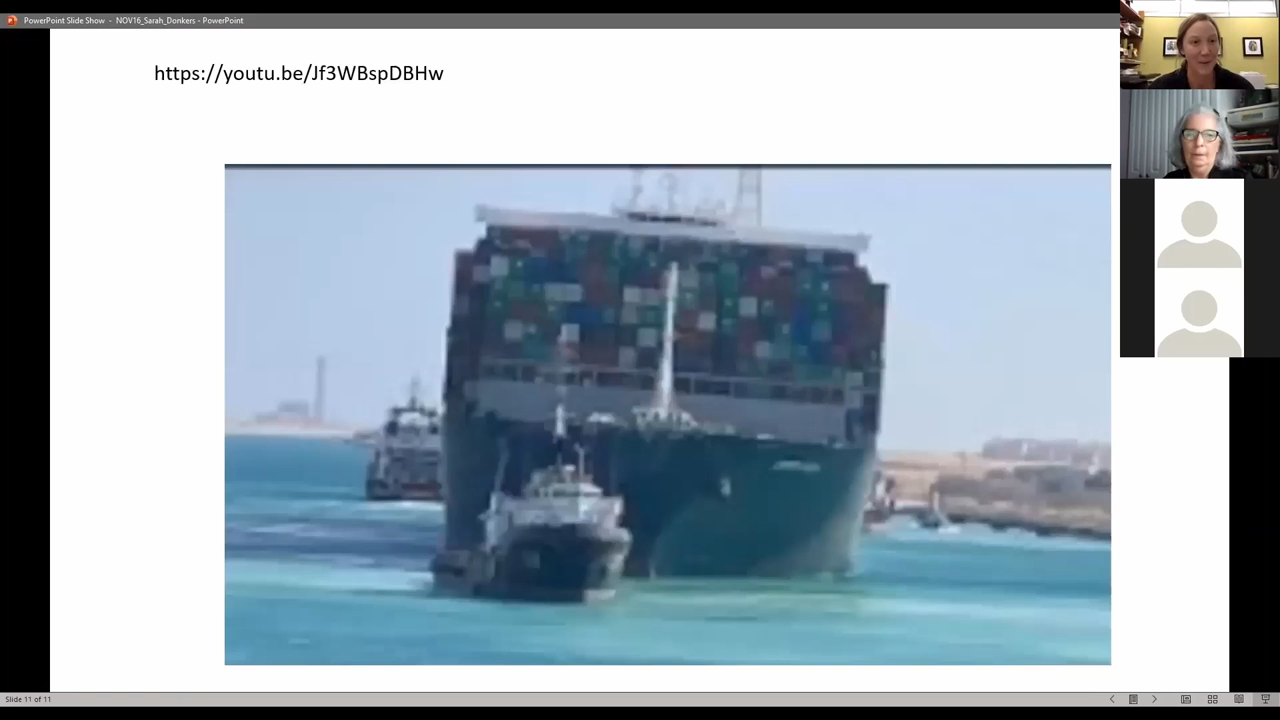 PowerPoint Slide Show - NOV16_Sarah_Donkers - PowerPoint
https://youtu.be/Jf3WBspDBHw
Slide 11 of 11